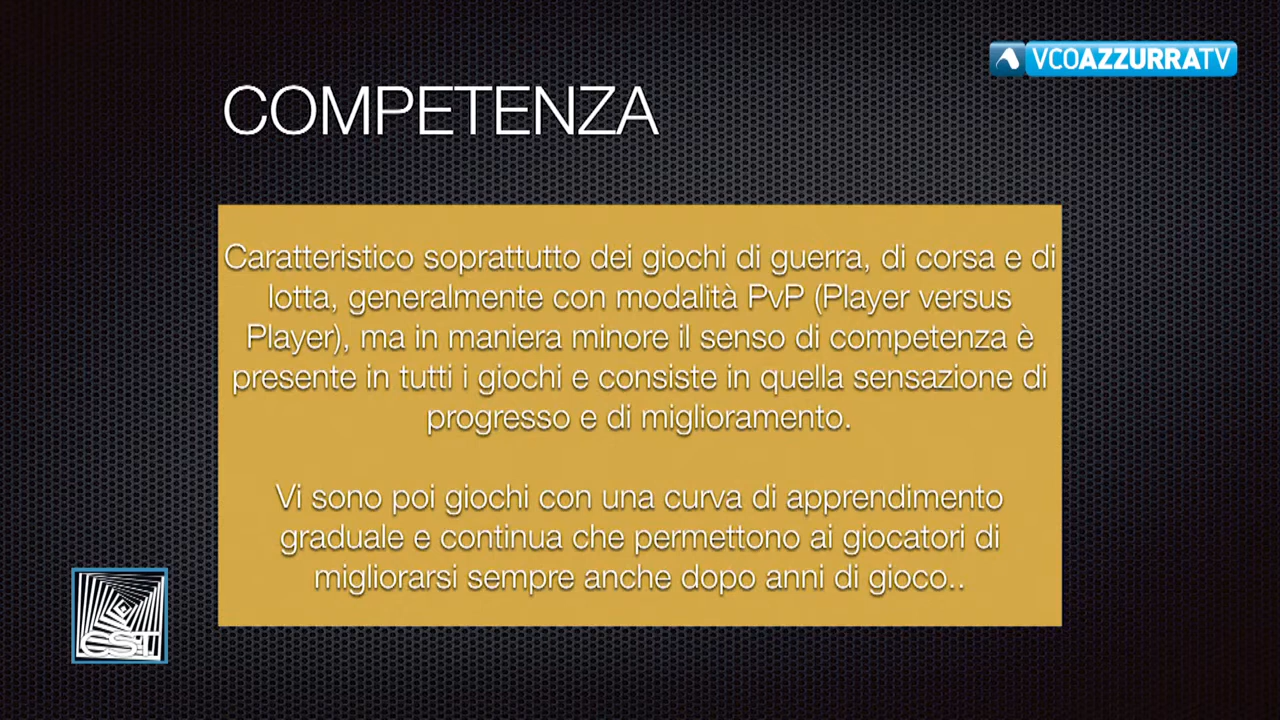 VCOAZZURRATV
COMPETENZA
Caratteristico soprattutto dei giochi di guerra, di corsa e di
lotta, generalmente con modalità PvP (Player versus
Player), ma in maniera minore il senso di competenza è
presente in tutti i giochi e consiste in quella sensazione di
progresso e di miglioramento.
Vi sono poi giochi con una curva di apprendimento
graduale e continua che permettono ai giocatori di
migliorarsi sempre anche dopo anni di gioco..
CST